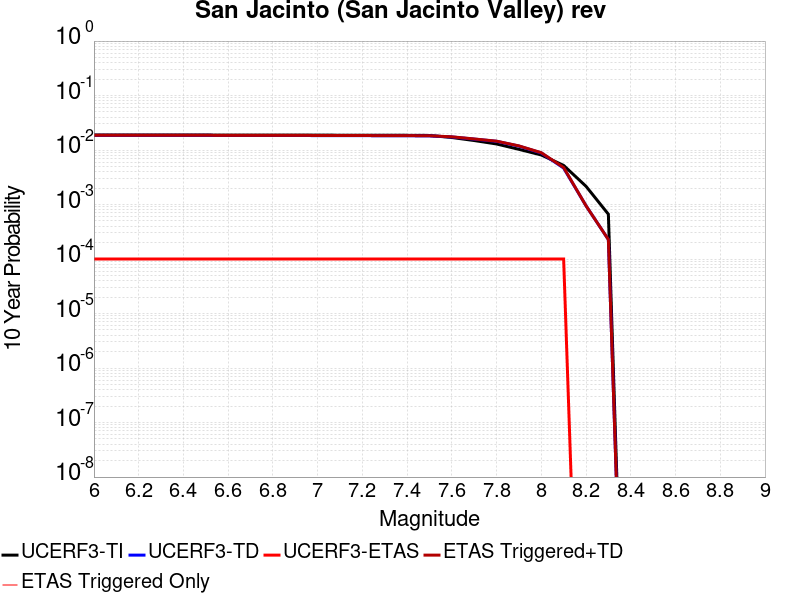 San Jacinto (San Jacinto Valley) rev
10 0
10 -1
10 -2
10 -3
10 -4
10 -5
10 -6
10 -7
10 -8
10 Year Probability
6 6.2 6.4 6.6 6.8 7 7.2 7.4 7.6 7.8 8 8.2 8.4 8.6 8.8 9
Magnitude
UCERF3-TI UCERF3-TD UCERF3-ETAS ETAS Triggered+TD
ETAS Triggered Only